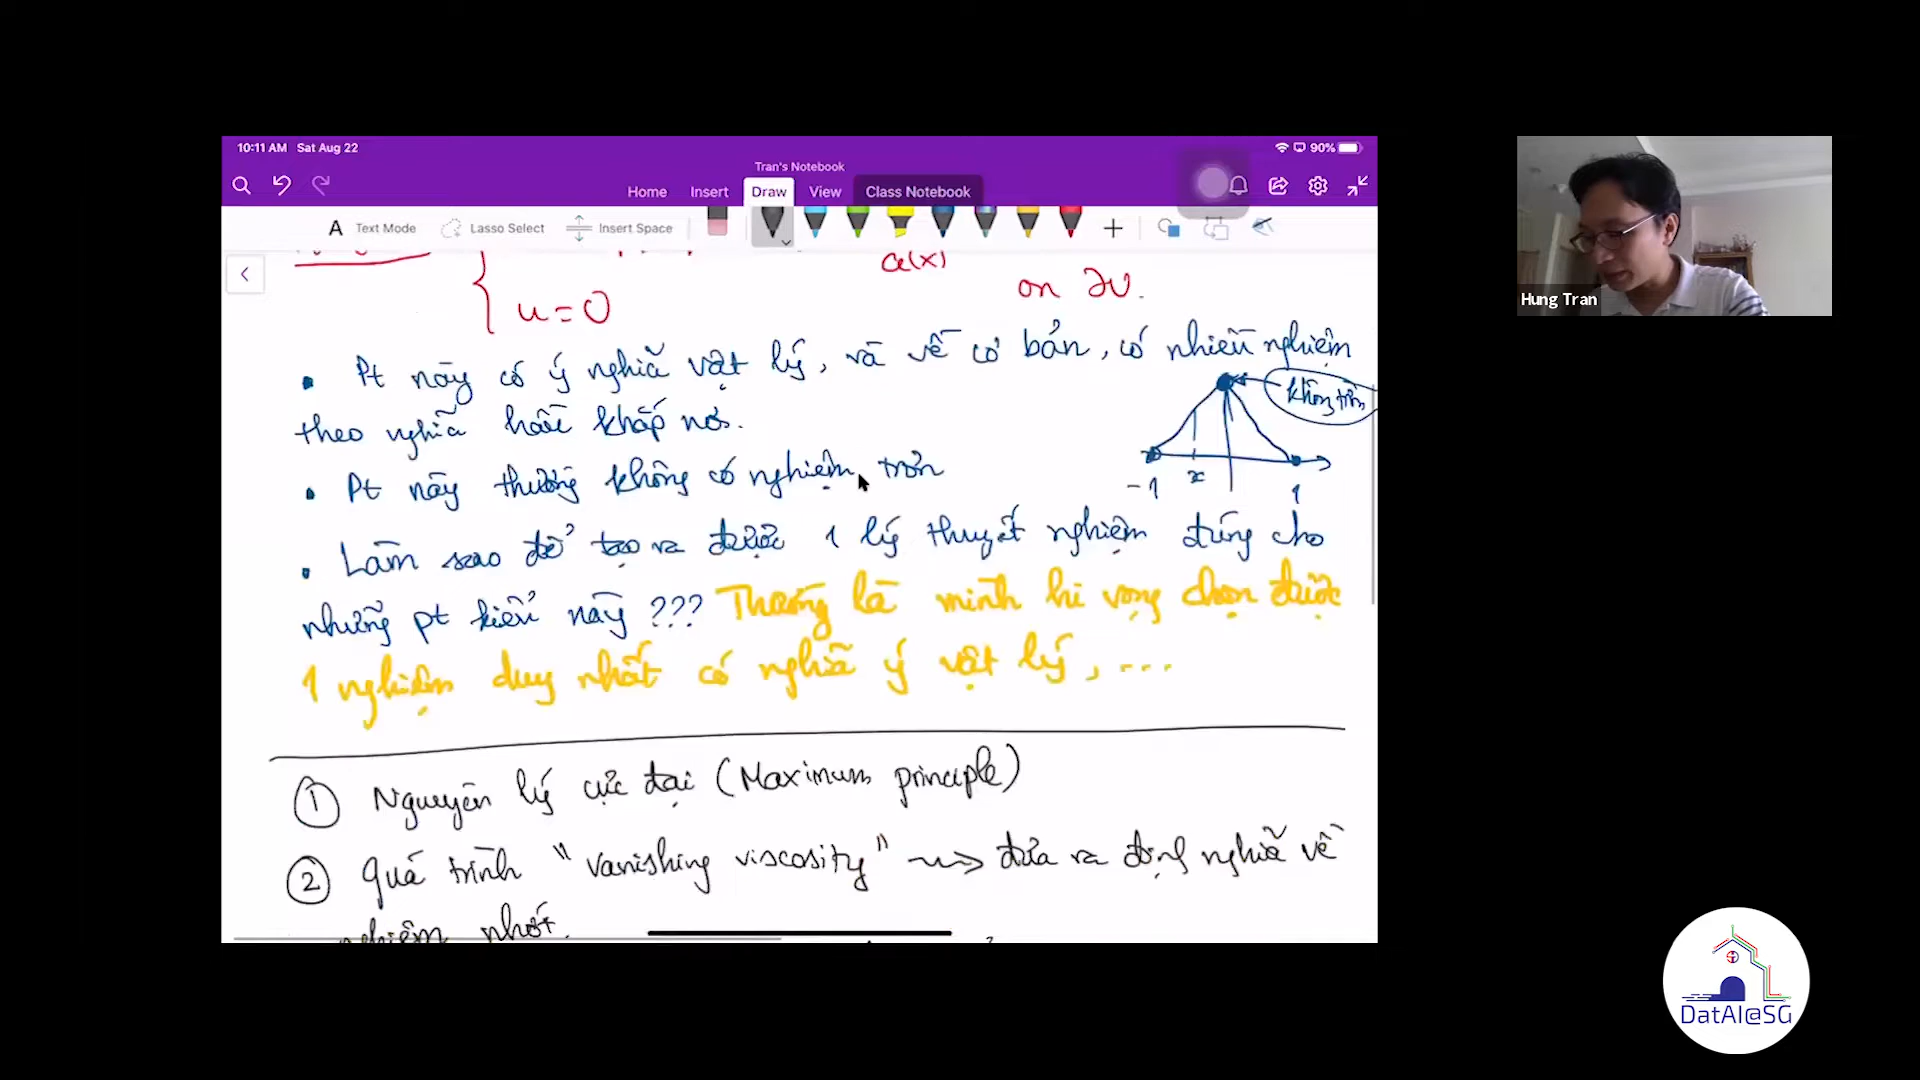 10:11 AM Sat Aug 22
90%
Tran's Notebook
Home Insert Draw View Class Notebook
A Text Mode Lasso Select Insert Space
a(x)
u = 0 on ∂U.
• Pt này có ý nghĩa vật lý, và về cơ bản, có nhiều nghiệm
không trơn
theo nghĩa hầu khắp nơi.
• Pt này thường không có nghiệm trơn
-1 x 1
• Làm sao để tạo ra được 1 lý thuyết nghiệm đúng cho
những pt kiểu này ??? Thường là mình hi vọng chọn được
1 nghiệm duy nhất có nghĩa ý vật lý, ...
① Nguyên lý cực đại (Maximum principle)
② Quá trình "vanishing viscosity" ⇝ đưa ra định nghĩa về
nghiệm nhớt.
Hung Tran
DatAI@SG